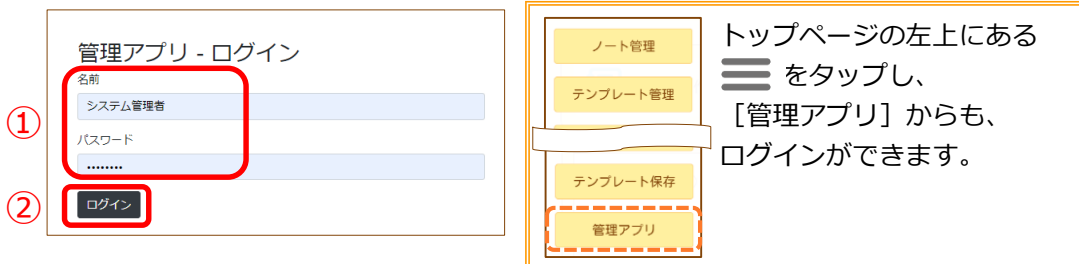 管理アプリ - ログイン
名前
システム管理者
①
パスワード
••••••••
②
ログイン
ノート管理
テンプレート管理
テンプレート保存
管理アプリ
トップページの左上にある
をタップし、
［管理アプリ］からも、
ログインができます。